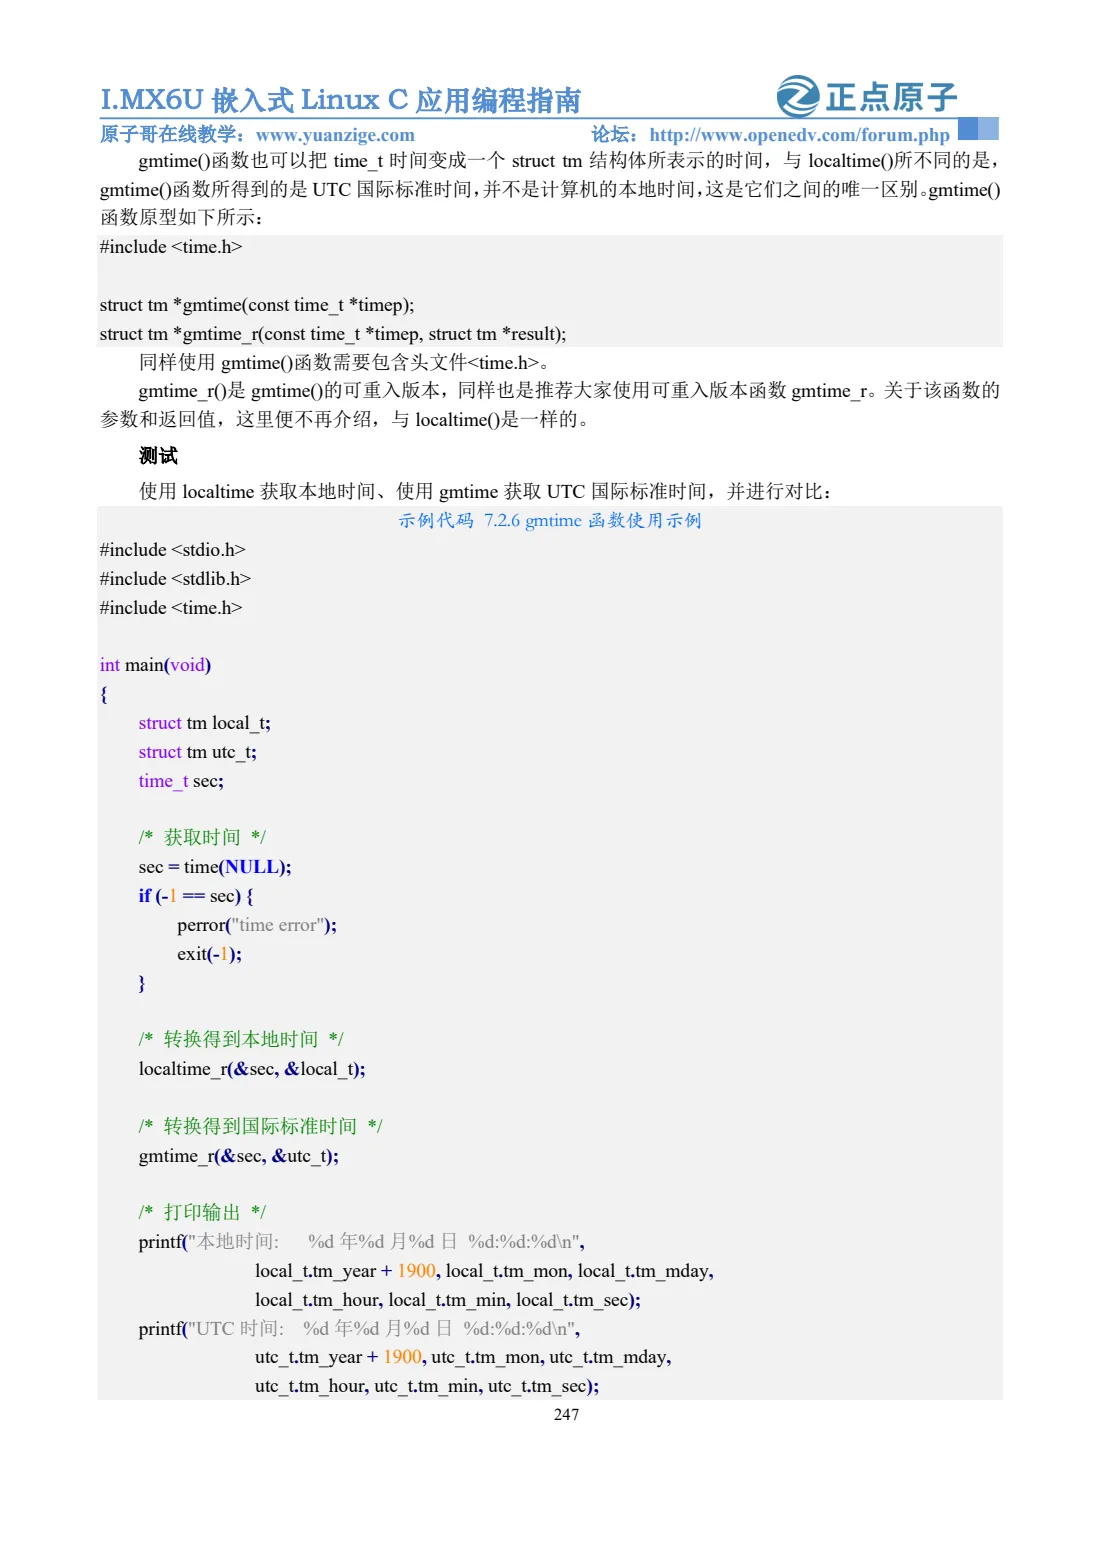 I.MX6U 嵌入式 Linux C 应用编程指南
正点原子
原子哥在线教学：www.yuanzige.com 论坛：http://www.openedv.com/forum.php
gmtime()函数也可以把 time_t 时间变成一个 struct tm 结构体所表示的时间，与 localtime()所不同的是，
gmtime()函数所得到的是 UTC 国际标准时间，并不是计算机的本地时间，这是它们之间的唯一区别。gmtime()
函数原型如下所示：
#include <time.h>
struct tm *gmtime(const time_t *timep);
struct tm *gmtime_r(const time_t *timep, struct tm *result);
同样使用 gmtime()函数需要包含头文件<time.h>。
gmtime_r()是 gmtime()的可重入版本，同样也是推荐大家使用可重入版本函数 gmtime_r。关于该函数的
参数和返回值，这里便不再介绍，与 localtime()是一样的。
测试
使用 localtime 获取本地时间、使用 gmtime 获取 UTC 国际标准时间，并进行对比：
示例代码 7.2.6 gmtime 函数使用示例
#include <stdio.h>
#include <stdlib.h>
#include <time.h>
int main(void)
{
struct tm local_t;
struct tm utc_t;
time_t sec;
/* 获取时间 */
sec = time(NULL);
if (-1 == sec) {
perror("time error");
exit(-1);
}
/* 转换得到本地时间 */
localtime_r(&sec, &local_t);
/* 转换得到国际标准时间 */
gmtime_r(&sec, &utc_t);
/* 打印输出 */
printf("本地时间: %d 年%d 月%d 日 %d:%d:%d\n",
local_t.tm_year + 1900, local_t.tm_mon, local_t.tm_mday,
local_t.tm_hour, local_t.tm_min, local_t.tm_sec);
printf("UTC 时间: %d 年%d 月%d 日 %d:%d:%d\n",
utc_t.tm_year + 1900, utc_t.tm_mon, utc_t.tm_mday,
utc_t.tm_hour, utc_t.tm_min, utc_t.tm_sec);
247